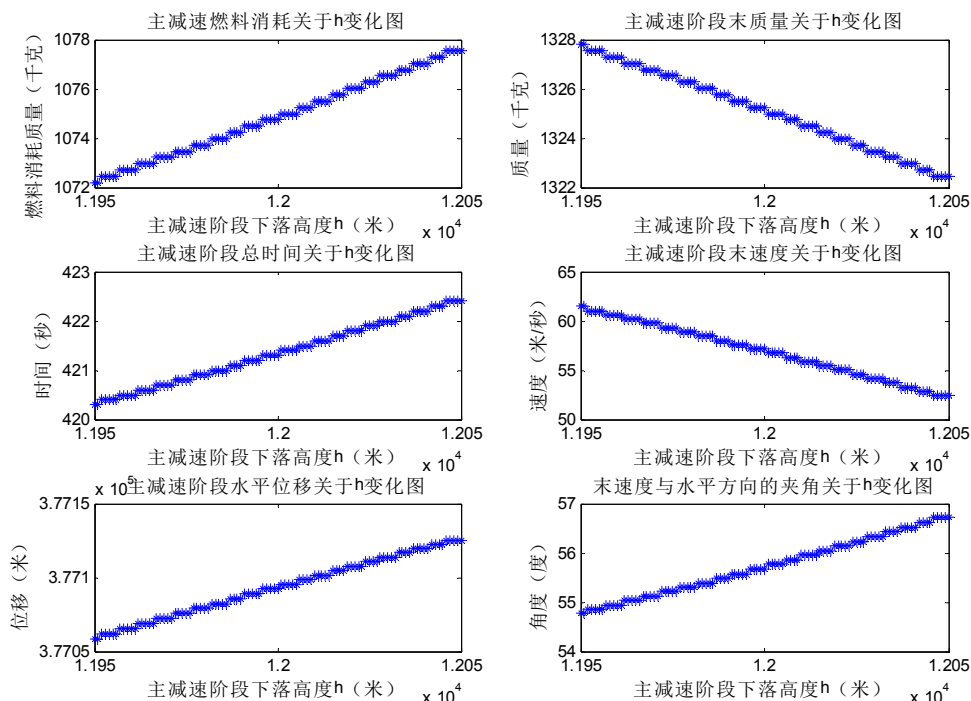 主减速燃料消耗关于h变化图
燃料消耗质量（千克）
1078
1076
1074
1072
1.195 1.2 1.205
主减速阶段下落高度h（米） x 10^4
主减速阶段末质量关于h变化图
质量（千克）
1328
1326
1324
1322
1.195 1.2 1.205
主减速阶段下落高度h（米） x 10^4
主减速阶段总时间关于h变化图
时间（秒）
423
422
421
420
1.195 1.2 1.205
主减速阶段下落高度h（米） x 10^4
主减速阶段末速度关于h变化图
速度（米/秒）
65
60
55
50
1.195 1.2 1.205
主减速阶段下落高度h（米） x 10^4
x 10^5 主减速阶段水平位移关于h变化图
位移（米）
3.7715
3.771
3.7705
1.195 1.2 1.205
主减速阶段下落高度h（米） x 10^4
末速度与水平方向的夹角关于h变化图
角度（度）
57
56
55
54
1.195 1.2 1.205
主减速阶段下落高度h（米） x 10^4